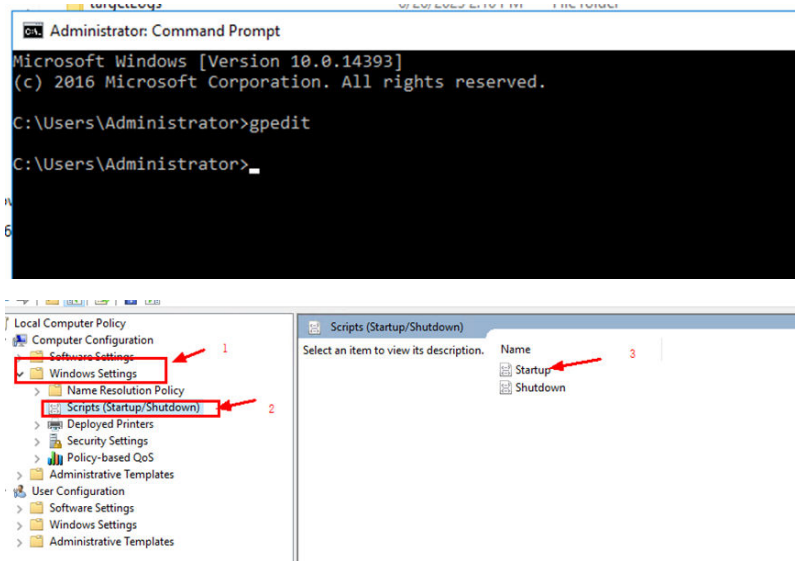 targetLogs
File folder
Administrator: Command Prompt
Microsoft Windows [Version 10.0.14393]
(c) 2016 Microsoft Corporation. All rights reserved.
C:\Users\Administrator>gpedit
C:\Users\Administrator>_
Local Computer Policy
Computer Configuration
Software Settings
1
Windows Settings
Name Resolution Policy
Scripts (Startup/Shutdown)
2
Deployed Printers
Security Settings
Policy-based QoS
Administrative Templates
User Configuration
Software Settings
Windows Settings
Administrative Templates
Scripts (Startup/Shutdown)
Select an item to view its description.
Name
3
Startup
Shutdown